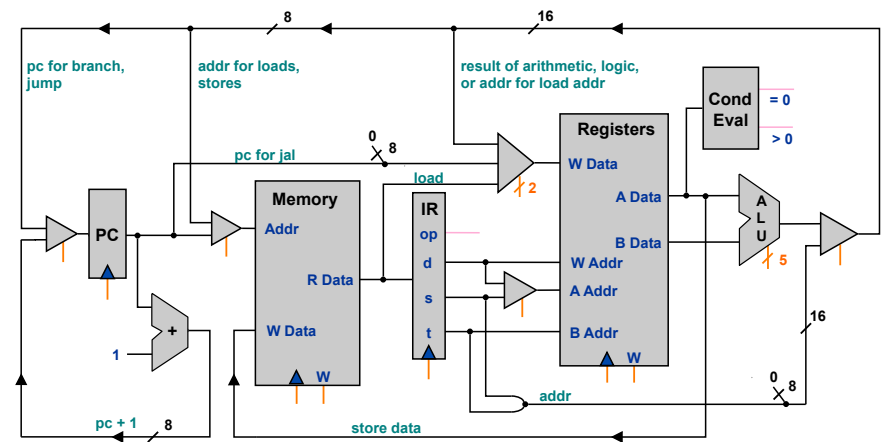 8
16
pc for branch,
jump
addr for loads,
stores
result of arithmetic, logic,
or addr for load addr
Cond
Eval
= 0
> 0
Registers
0
8
pc for jal
W Data
load
2
Memory
IR
A Data
A
L
U
PC
Addr
op
B Data
d
W Addr
5
R Data
s
A Addr
+
W Data
t
B Addr
16
1
W
W
0
8
addr
pc + 1
8
store data